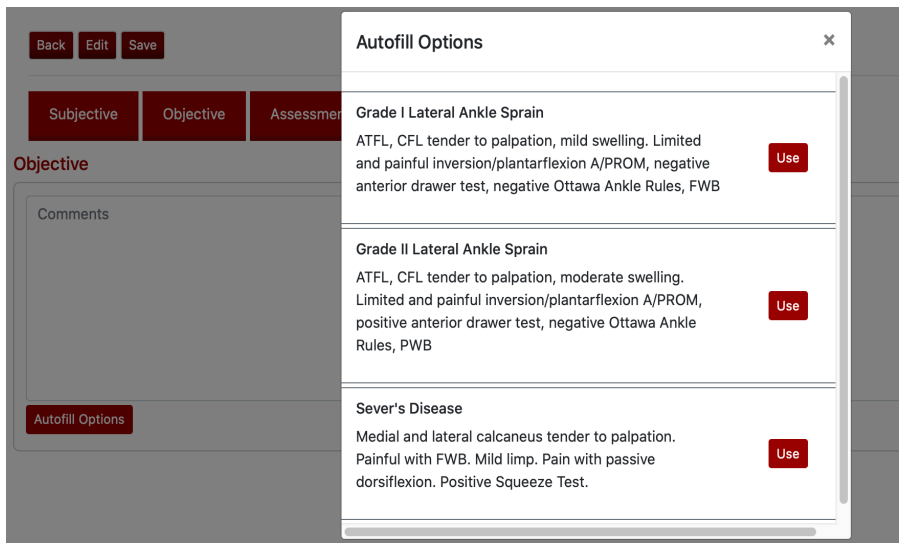 Back Edit Save
Subjective Objective
Objective
Comments
Autofill Options
Autofill Options ×
Grade I Lateral Ankle Sprain
ATFL, CFL tender to palpation, mild swelling. Limited
and painful inversion/plantarflexion A/PROM, negative
anterior drawer test, negative Ottawa Ankle Rules, FWB
Use
Grade II Lateral Ankle Sprain
ATFL, CFL tender to palpation, moderate swelling.
Limited and painful inversion/plantarflexion A/PROM,
positive anterior drawer test, negative Ottawa Ankle
Rules, PWB
Use
Sever's Disease
Medial and lateral calcaneus tender to palpation.
Painful with FWB. Mild limp. Pain with passive
dorsiflexion. Positive Squeeze Test.
Use